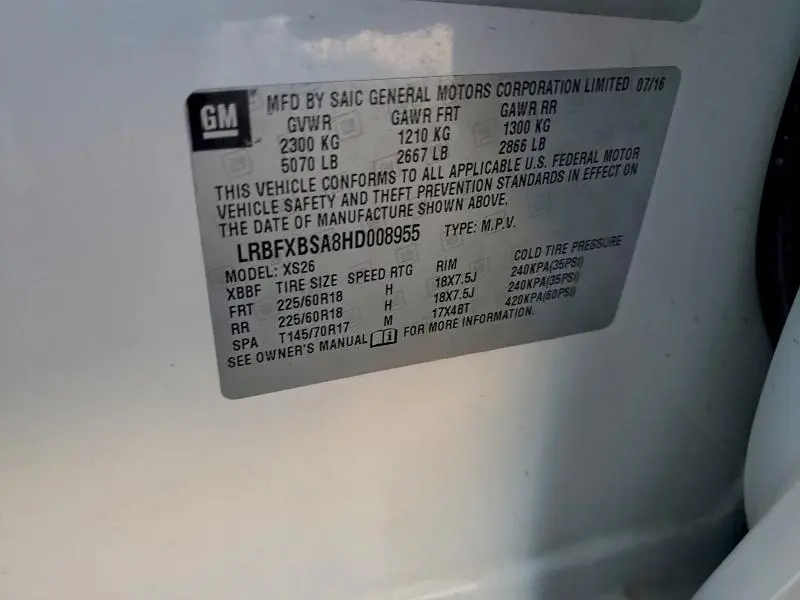 GM
MFD BY SAIC GENERAL MOTORS CORPORATION LIMITED 07/16
GVWR GAWR FRT GAWR RR
2300 KG 1210 KG 1300 KG
5070 LB 2667 LB 2866 LB
THIS VEHICLE CONFORMS TO ALL APPLICABLE U.S. FEDERAL MOTOR
VEHICLE SAFETY AND THEFT PREVENTION STANDARDS IN EFFECT ON
THE DATE OF MANUFACTURE SHOWN ABOVE.
LRBFXBSA8HD008955 TYPE: M.P.V.
MODEL: XS26
XBBF TIRE SIZE SPEED RTG RIM COLD TIRE PRESSURE
FRT 225/60R18 H 18X7.5J 240KPA(35PSI)
RR 225/60R18 H 18X7.5J 240KPA(35PSI)
SPA T145/70R17 M 17X4BT 420KPA(60PSI)
SEE OWNER'S MANUAL FOR MORE INFORMATION.